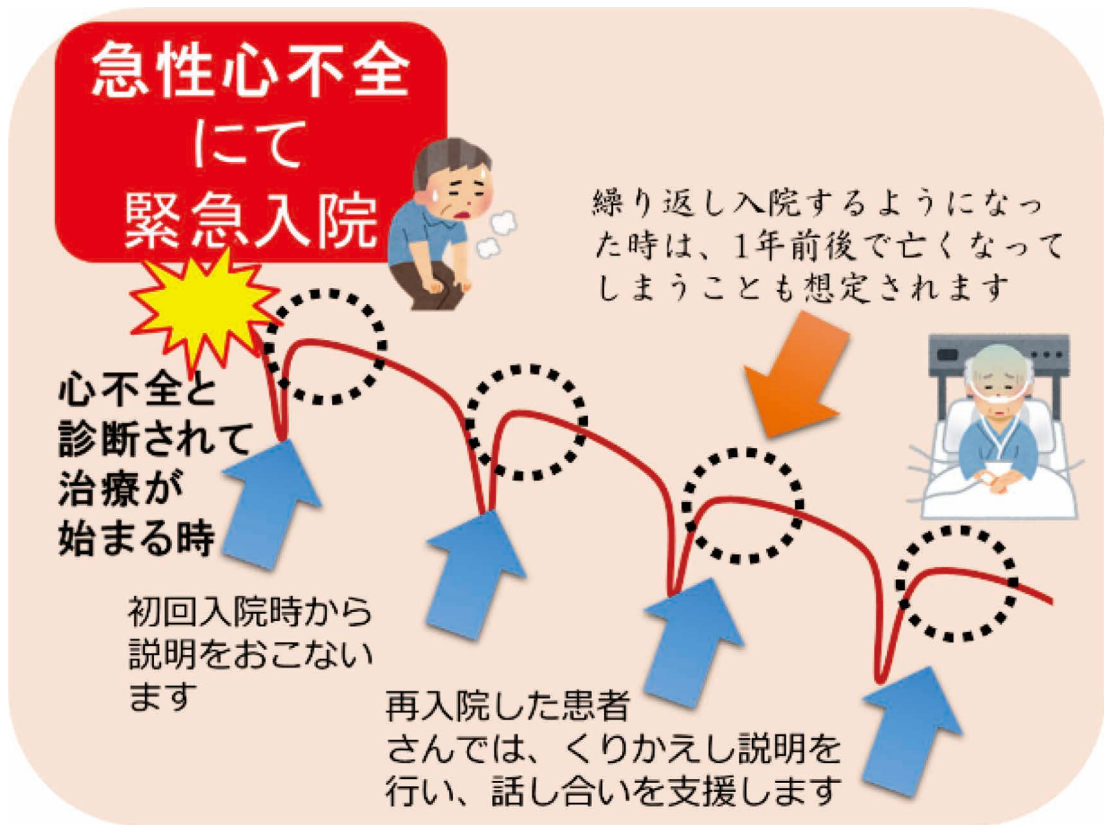 急性心不全
にて
緊急入院
繰り返し入院するようになっ
た時は、1年前後で亡くなって
しまうことも想定されます
心不全と
診断されて
治療が
始まる時
初回入院時から
説明をおこない
ます
再入院した患者
さんでは、くりかえし説明を
行い、話し合いを支援します